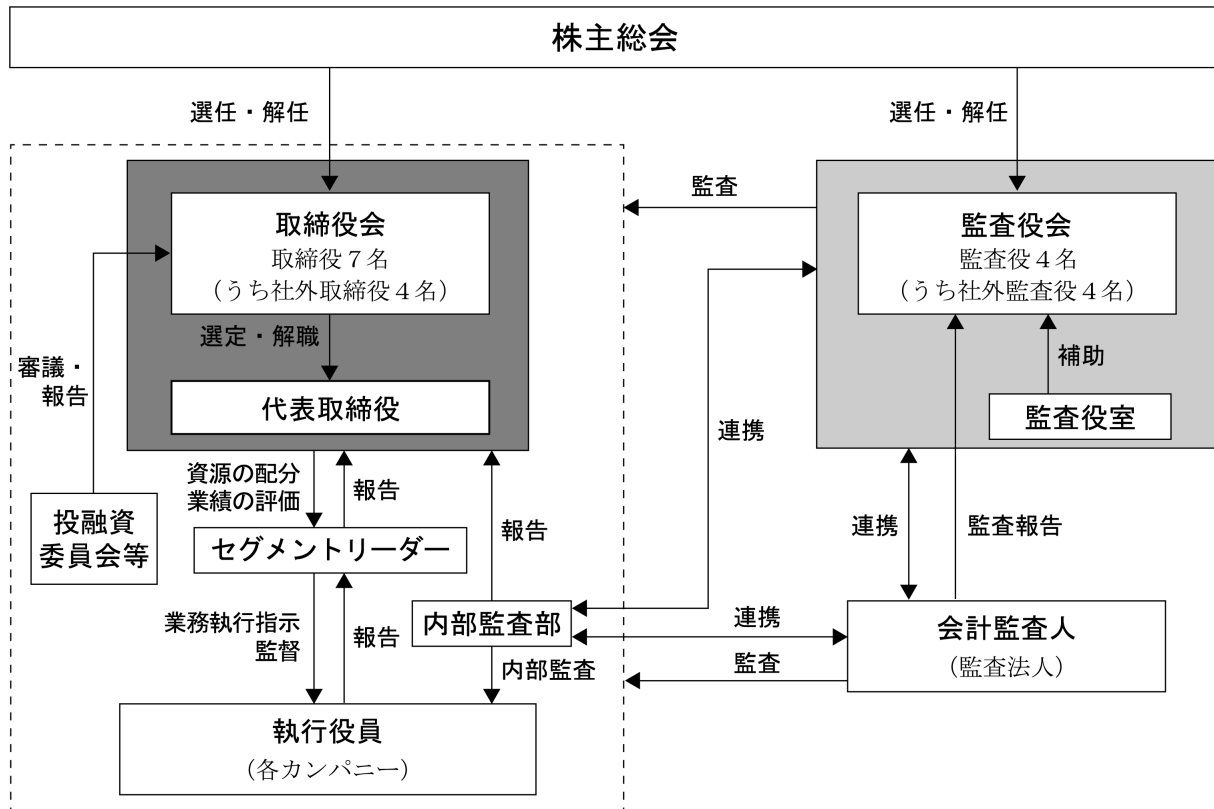 株主総会
選任・解任
選任・解任
取締役会
取締役７名
（うち社外取締役４名）
選定・解職
代表取締役
監査
監査役会
監査役４名
（うち社外監査役４名）
補助
監査役室
審議・
報告
連携
資源の配分
業績の評価
報告
報告
投融資
委員会等
セグメントリーダー
連携
監査報告
業務執行指示
監督
報告
内部監査部
連携
会計監査人
（監査法人）
内部監査
監査
執行役員
（各カンパニー）